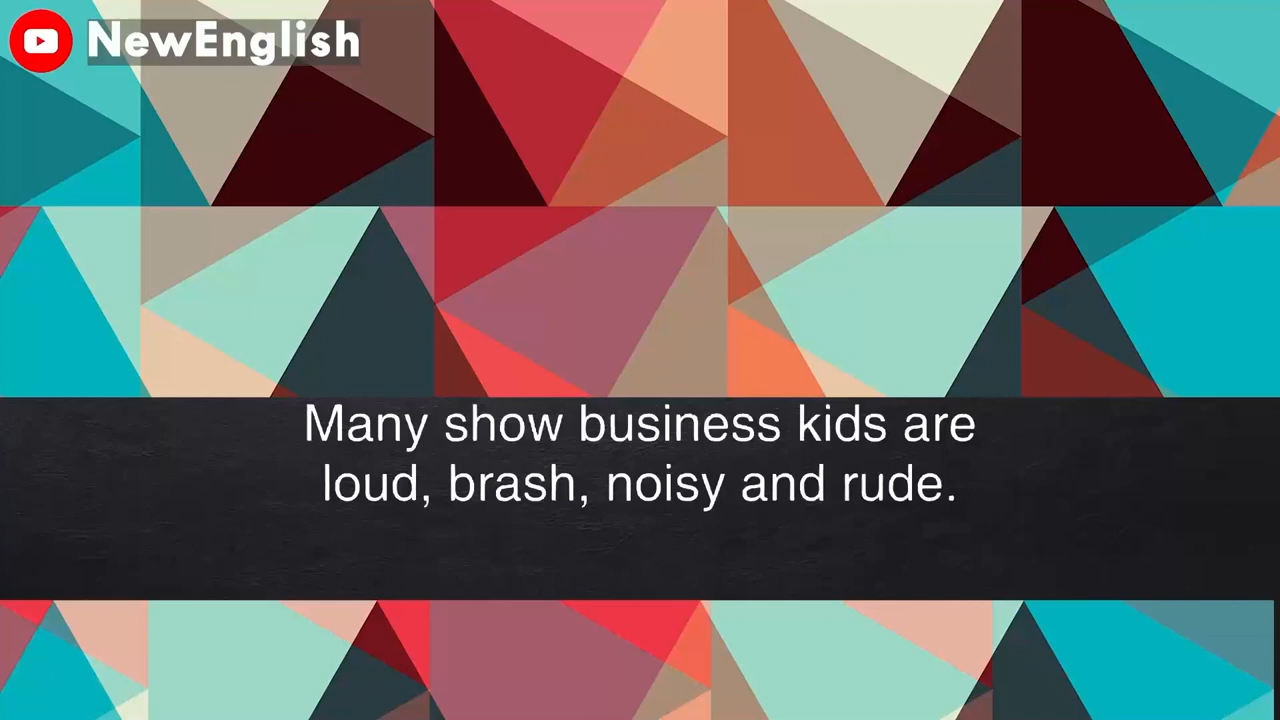 NewEnglish
Many show business kids are
loud, brash, noisy and rude.